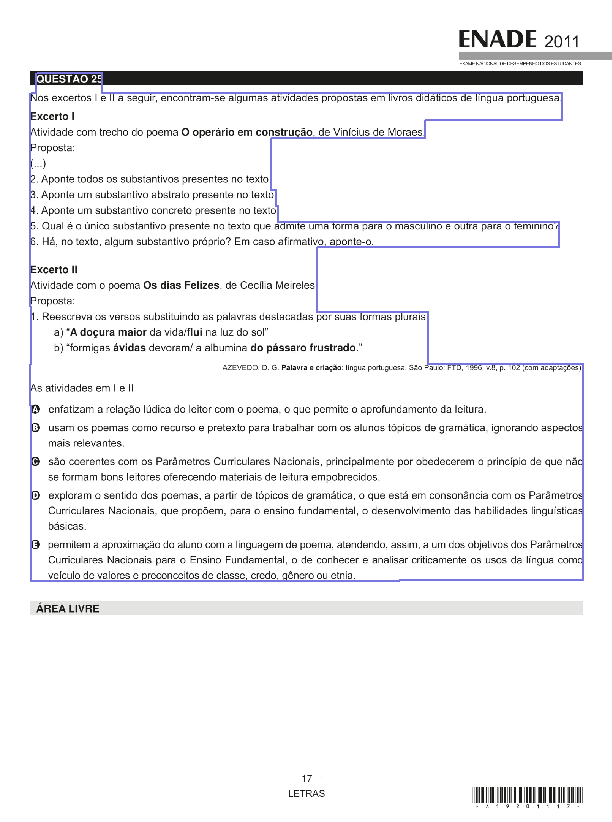 ENADE 2011
EXAME NACIONAL DE DESEMPENHO DOS ESTUDANTES
QUESTÃO 25
Nos excertos I e II a seguir, encontram-se algumas atividades propostas em livros didáticos de língua portuguesa.
Excerto I
Atividade com trecho do poema O operário em construção, de Vinícius de Moraes.
Proposta:
(...)
2. Aponte todos os substantivos presentes no texto.
3. Aponte um substantivo abstrato presente no texto.
4. Aponte um substantivo concreto presente no texto.
5. Qual é o único substantivo presente no texto que admite uma forma para o masculino e outra para o feminino?
6. Há, no texto, algum substantivo próprio? Em caso afirmativo, aponte-o.
Excerto II
Atividade com o poema Os dias Felizes, de Cecília Meireles.
Proposta:
1. Reescreva os versos substituindo as palavras destacadas por suas formas plurais.
a) "A doçura maior da vida/flui na luz do sol"
b) "formigas ávidas devoram/ a albumina do pássaro frustrado."
AZEVEDO, D. G. Palavra e criação: língua portuguesa. São Paulo: FTD, 1996, v.8, p. 102 (com adaptações).
As atividades em I e II
A enfatizam a relação lúdica do leitor com o poema, o que permite o aprofundamento da leitura.
B usam os poemas como recurso e pretexto para trabalhar com os alunos tópicos de gramática, ignorando aspectos
mais relevantes.
C são coerentes com os Parâmetros Curriculares Nacionais, principalmente por obedecerem o princípio de que não
se formam bons leitores oferecendo materiais de leitura empobrecidos.
D exploram o sentido dos poemas, a partir de tópicos de gramática, o que está em consonância com os Parâmetros
Curriculares Nacionais, que propõem, para o ensino fundamental, o desenvolvimento das habilidades linguísticas
básicas.
E permitem a aproximação do aluno com a linguagem de poema, atendendo, assim, a um dos objetivos dos Parâmetros
Curriculares Nacionais para o Ensino Fundamental, o de conhecer e analisar criticamente os usos da língua como
veículo de valores e preconceitos de classe, credo, gênero ou etnia.
ÁREA LIVRE
17
LETRAS